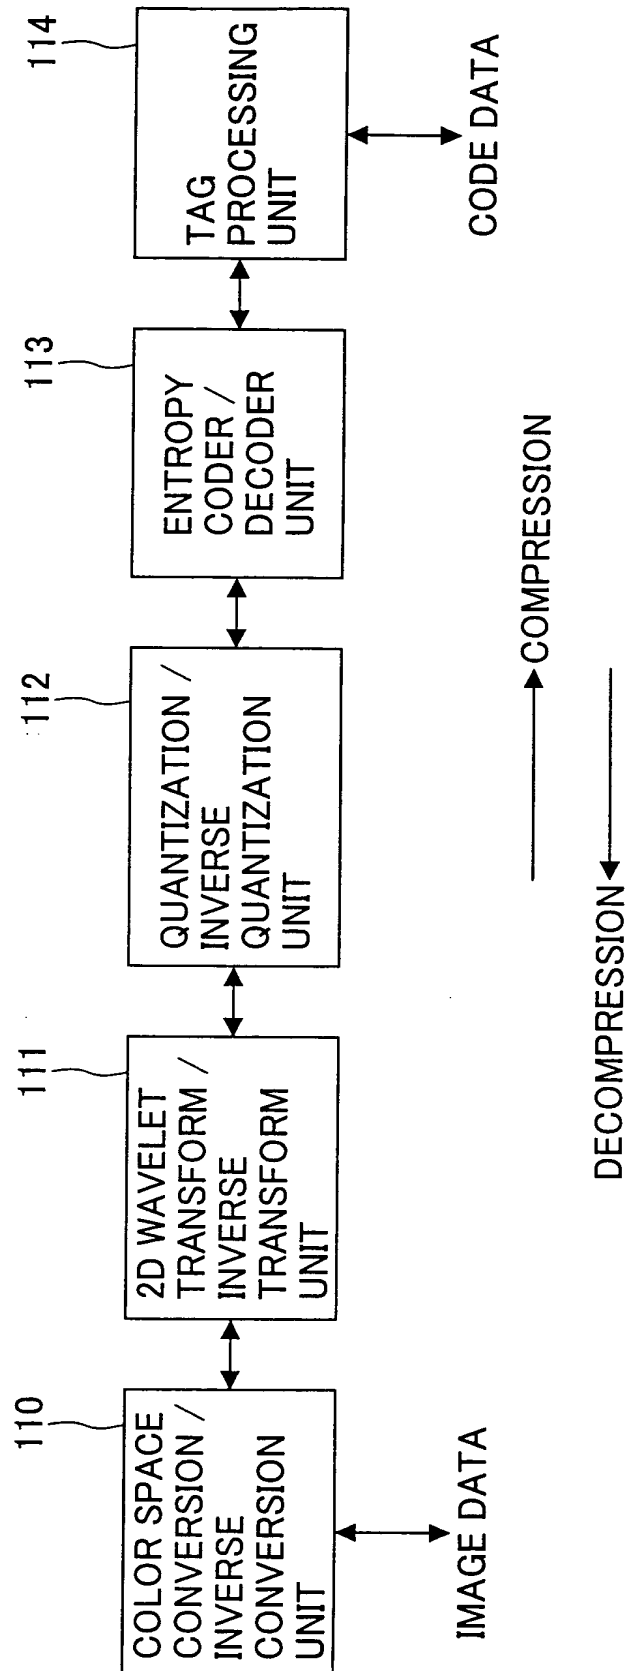 110
COLOR SPACE
CONVERSION /
INVERSE
CONVERSION
UNIT
IMAGE DATA
111
2D WAVELET
TRANSFORM /
INVERSE
TRANSFORM
UNIT
112
QUANTIZATION /
INVERSE
QUANTIZATION
UNIT
113
ENTROPY
CODER /
DECODER
UNIT
114
TAG
PROCESSING
UNIT
CODE DATA
COMPRESSION
DECOMPRESSION